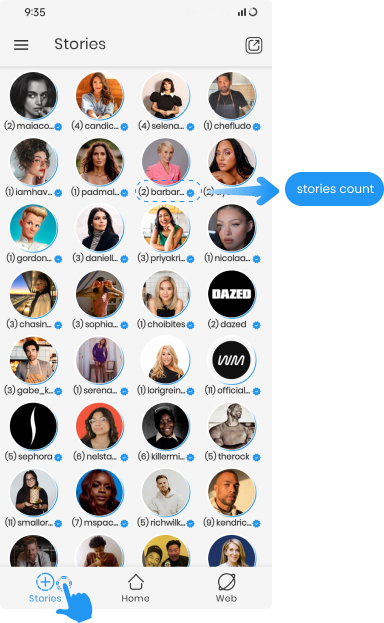 9:35
Stories
(2) maiaco...
(4) candic...
(4) selena...
(1) chefludo
(1) iamhav...
(1) padmal...
(2) barbar...
stories count
(1) gordon...
(3) daniell...
(3) priyakri...
(1) nicolaa...
DAZED
(3) chasin...
(3) sophia...
(1) choibites
(2) dazed
(3) gabe_k...
(1) serena...
(1) lorigrein...
(11) official...
(5) sephora
(6) nelsta...
(6) killermi...
(5) therock
(11) smallor...
(7) mspac...
(5) richwilk...
(9) kendric...
Stories
Home
Web